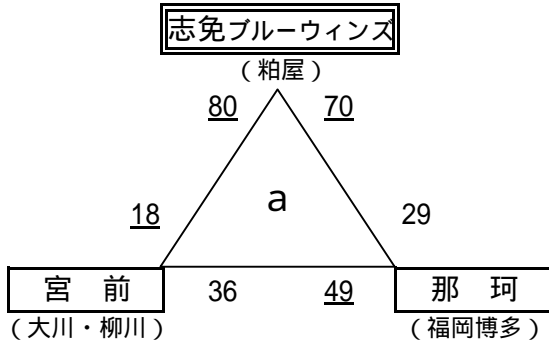 志免ブルーウィンズ
(粕屋)
80 70
a
18 29
宮 前 36 49 那 珂
(大川・柳川) (福岡博多)